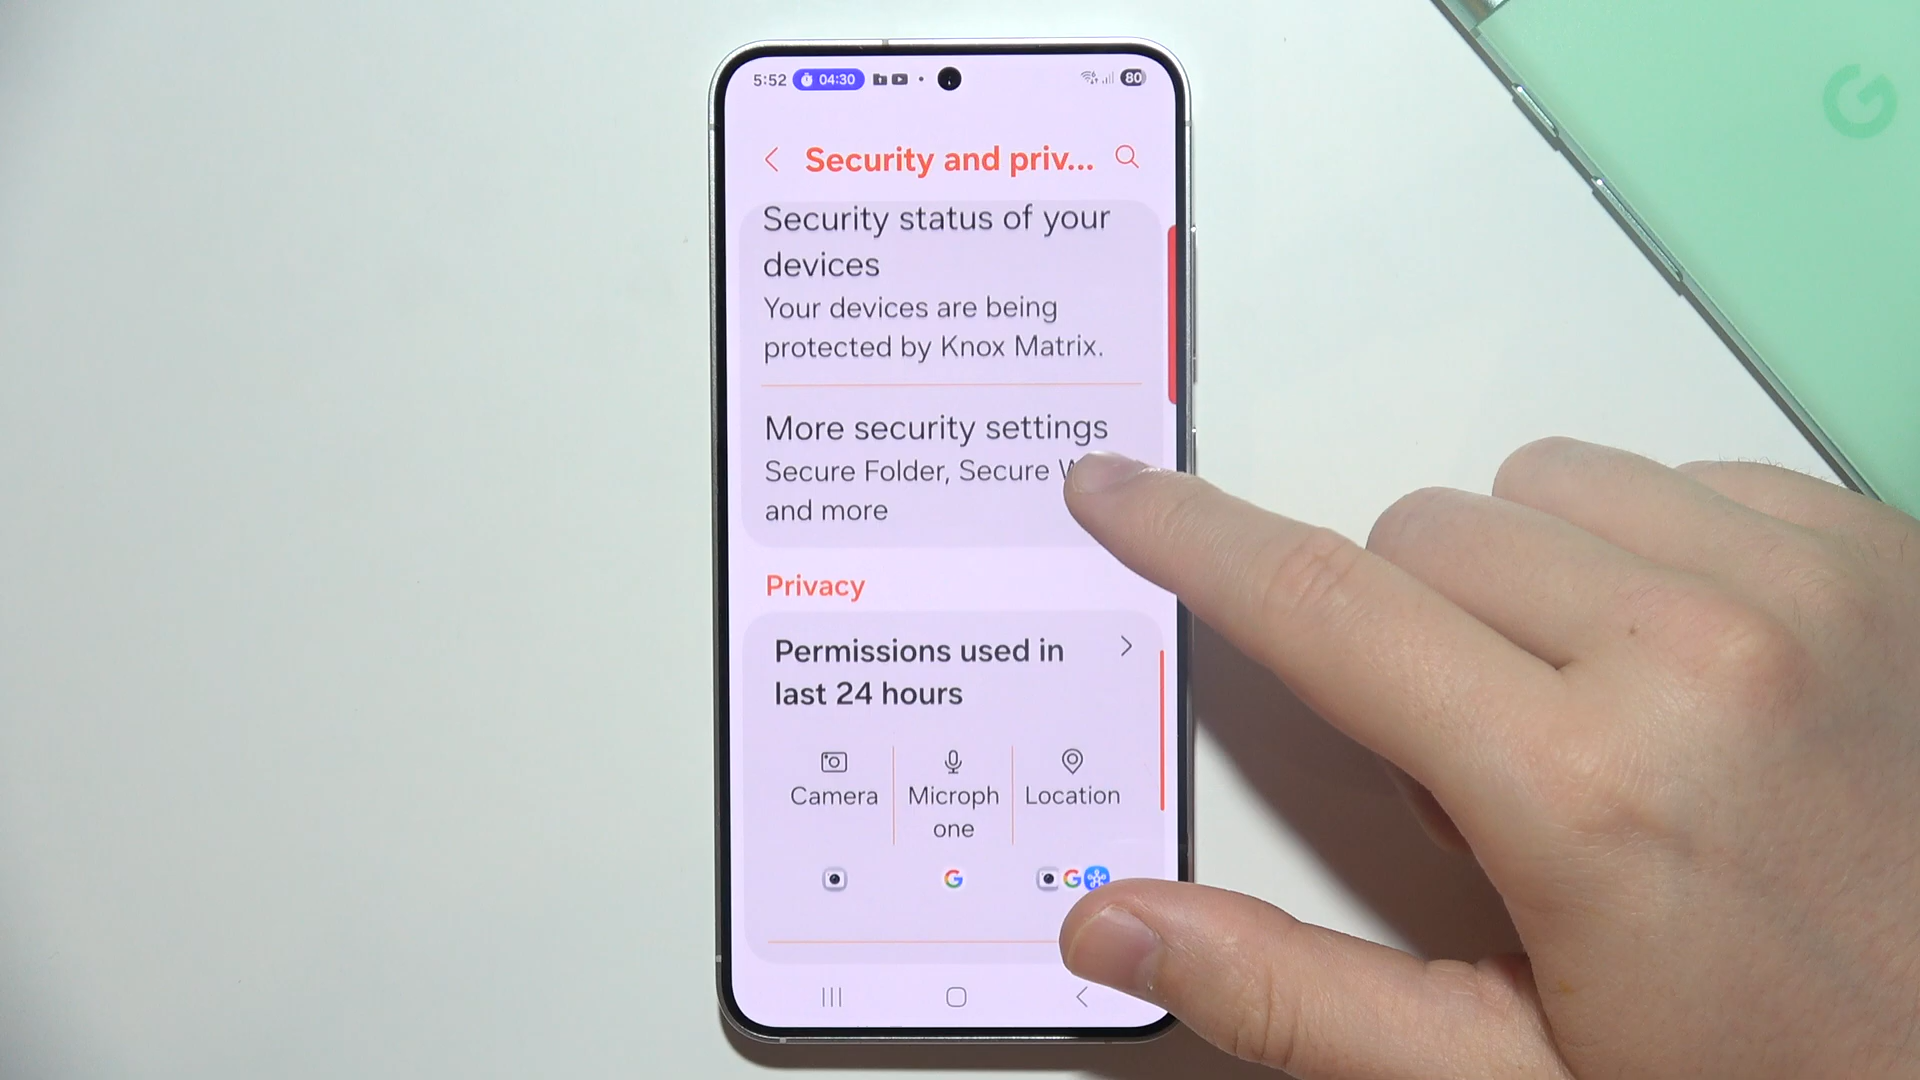 5:52 04:30 80
Security and priv...
Security status of your
devices
Your devices are being
protected by Knox Matrix.
More security settings
Secure Folder, Secure
and more
Privacy
Permissions used in
last 24 hours
Camera
Microph
one
Location